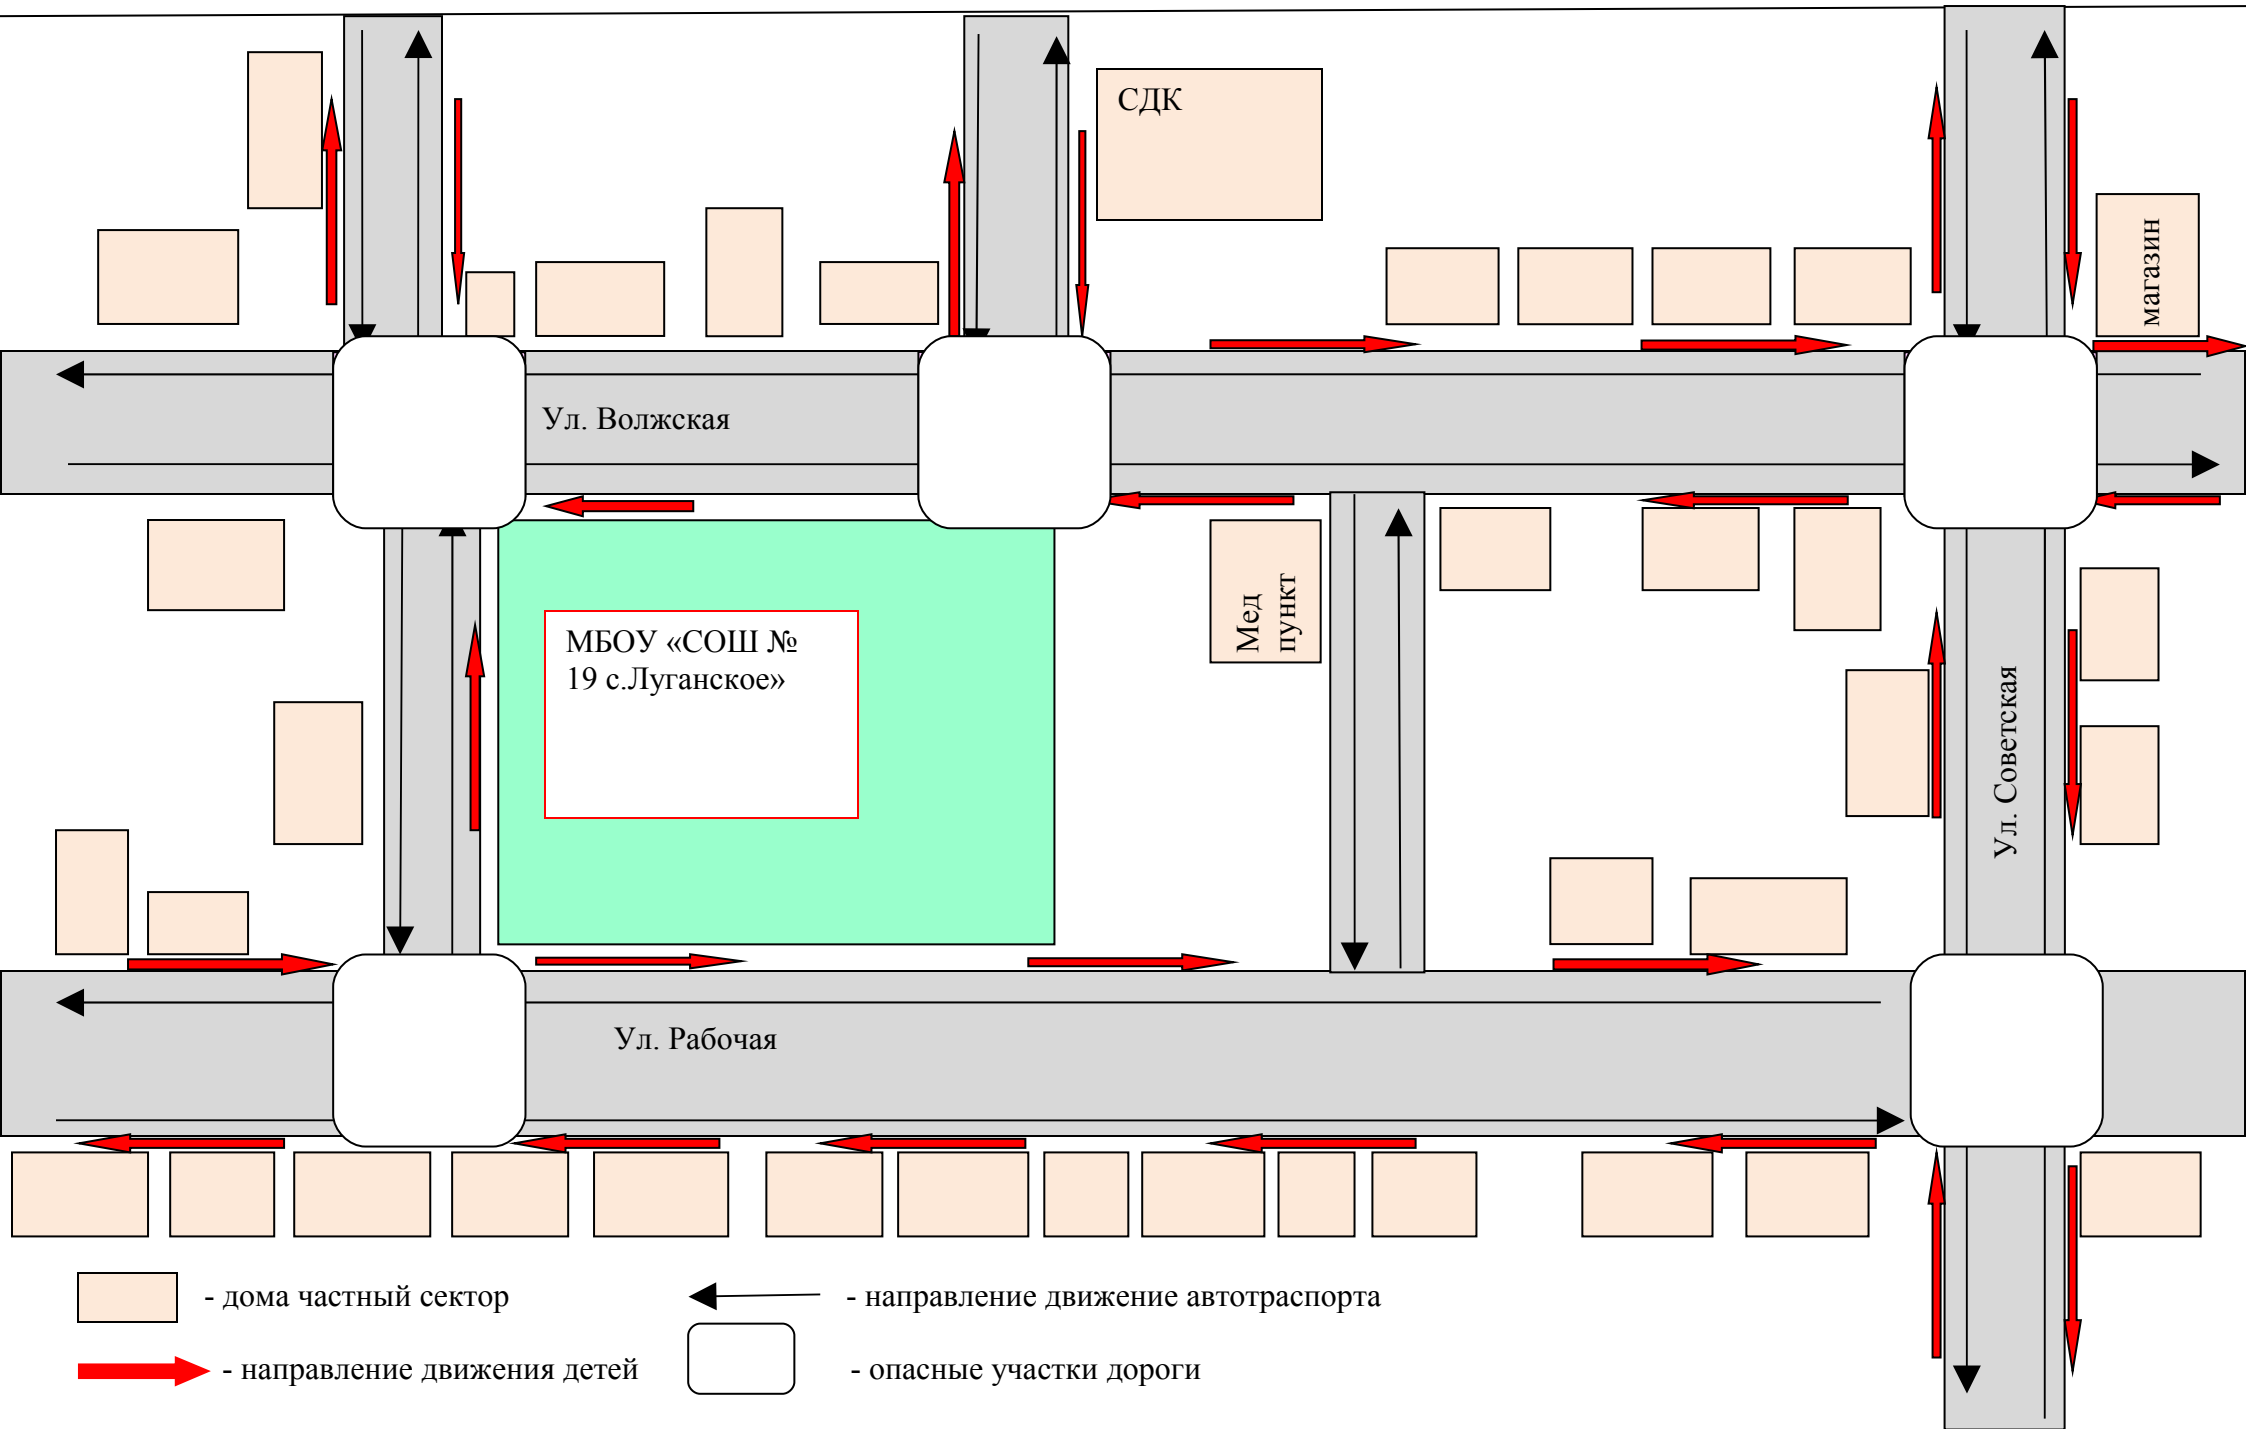 СДК
магазин
Ул. Волжская
МБОУ «СОШ №
19 с.Луганское»
Мед
пункт
Ул. Советская
Ул. Рабочая
- дома частный сектор
- направление движение автотраспорта
- направление движения детей
- опасные участки дороги